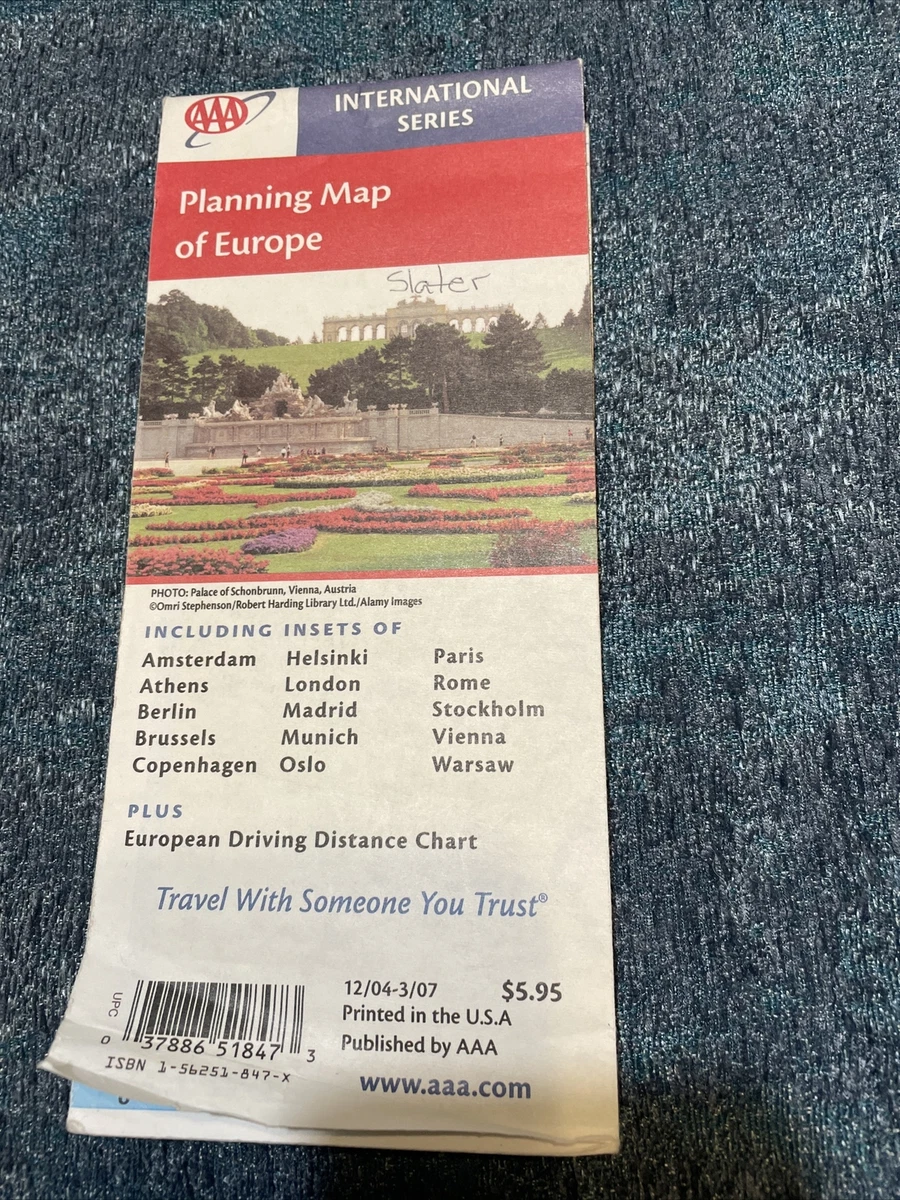 AAA
INTERNATIONAL
SERIES
Planning Map
of Europe
Slater
PHOTO: Palace of Schonbrunn, Vienna, Austria
©Omri Stephenson/Robert Harding Library Ltd./Alamy Images
INCLUDING INSETS OF
Amsterdam Helsinki Paris
Athens London Rome
Berlin Madrid Stockholm
Brussels Munich Vienna
Copenhagen Oslo Warsaw
PLUS
European Driving Distance Chart
Travel With Someone You Trust®
12/04-3/07 $5.95
Printed in the U.S.A
Published by AAA
www.aaa.com
UPC
0 37886 51847 3
ISBN 1-56251-847-X